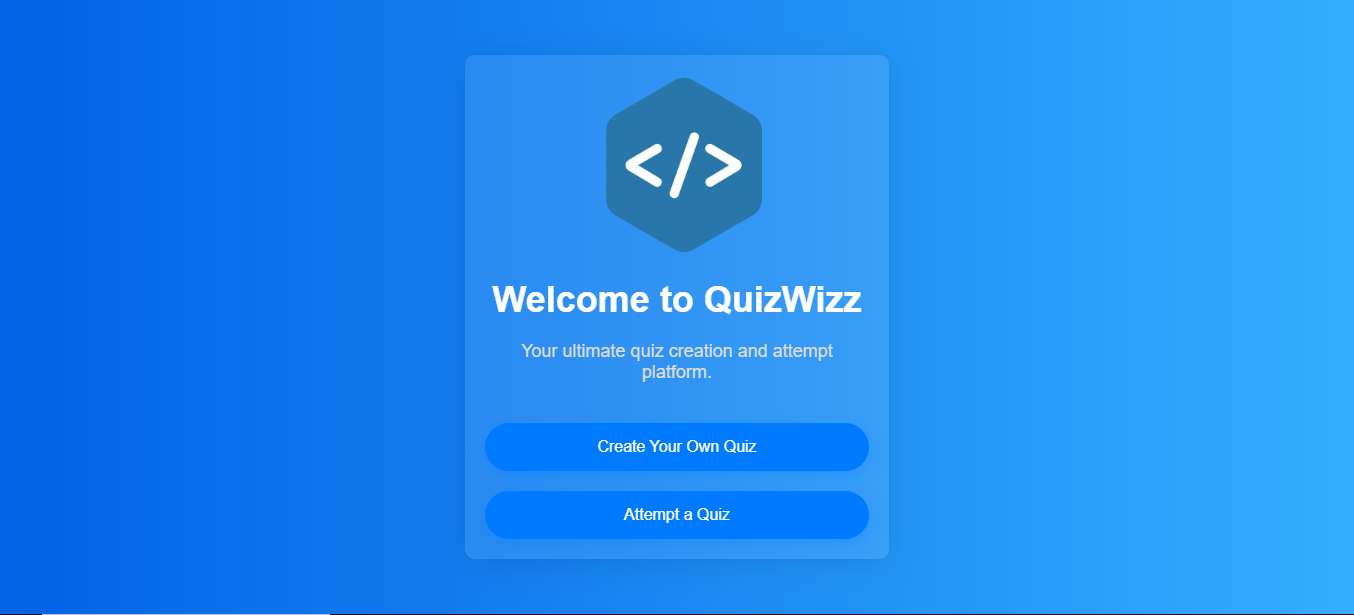 </>
Welcome to QuizWizz
Your ultimate quiz creation and attempt
platform.
Create Your Own Quiz
Attempt a Quiz